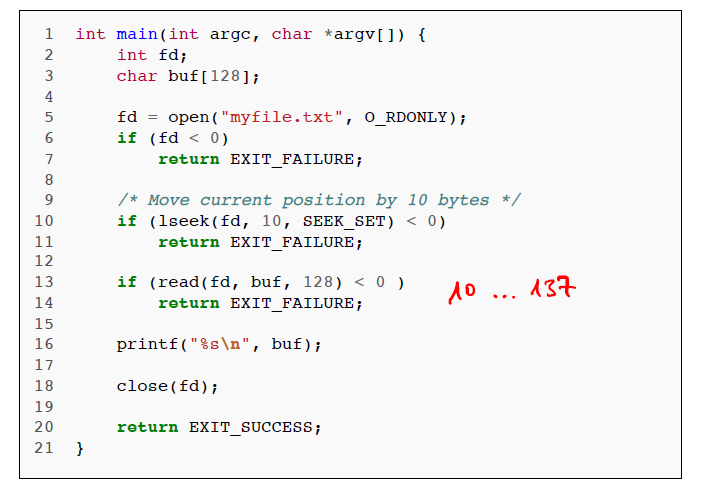 1 int main(int argc, char *argv[]) {
2 int fd;
3 char buf[128];
4
5 fd = open("myfile.txt", O_RDONLY);
6 if (fd < 0)
7 return EXIT_FAILURE;
8
9 /* Move current position by 10 bytes */
10 if (lseek(fd, 10, SEEK_SET) < 0)
11 return EXIT_FAILURE;
12
13 if (read(fd, buf, 128) < 0 )
10 ... 137
14 return EXIT_FAILURE;
15
16 printf("%s\n", buf);
17
18 close(fd);
19
20 return EXIT_SUCCESS;
21 }